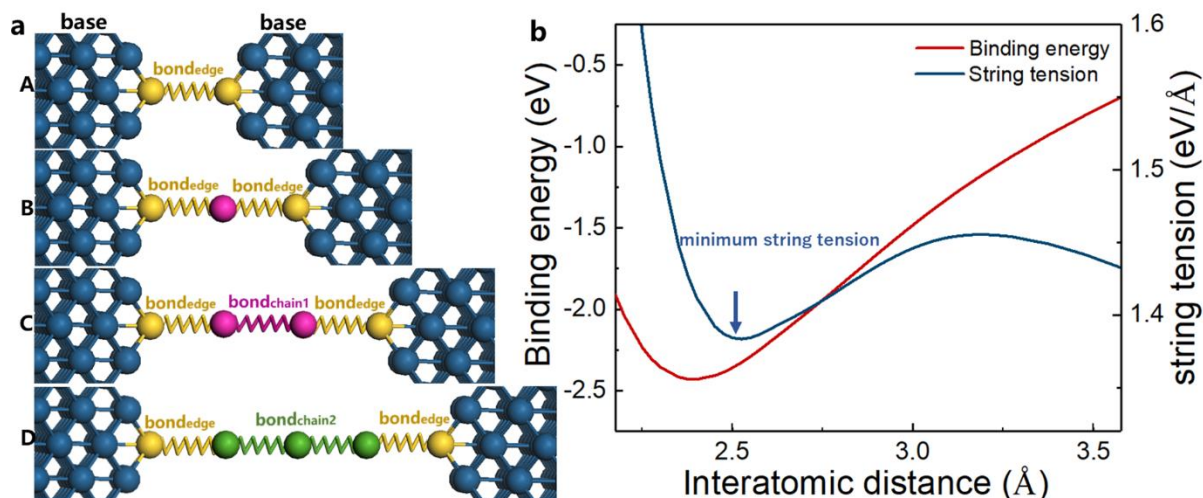 a
base base
A
bondedge
B
bondedge bondedge
C
bondedge bondchain1 bondedge
D
bondedge bondchain2 bondedge
b
Binding energy (eV)
-0.5
-1.0
-1.5
-2.0
-2.5
Binding energy
String tension
minimum string tension
1.6
1.5
1.4
string tension (eV/Å)
2.5 3.0 3.5
Interatomic distance (Å)